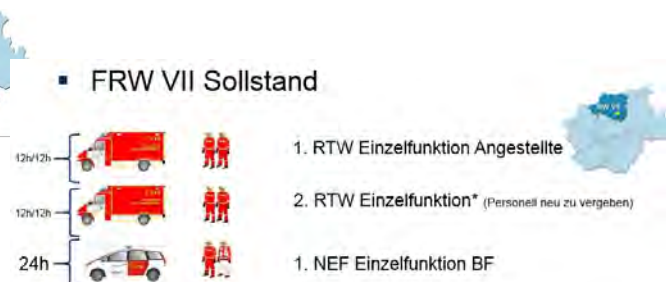 FRW VII Sollstand
12h/12h
1. RTW Einzelfunktion Angestellte
12h/12h
2. RTW Einzelfunktion* (Personell neu zu vergeben)
24h
1. NEF Einzelfunktion BF